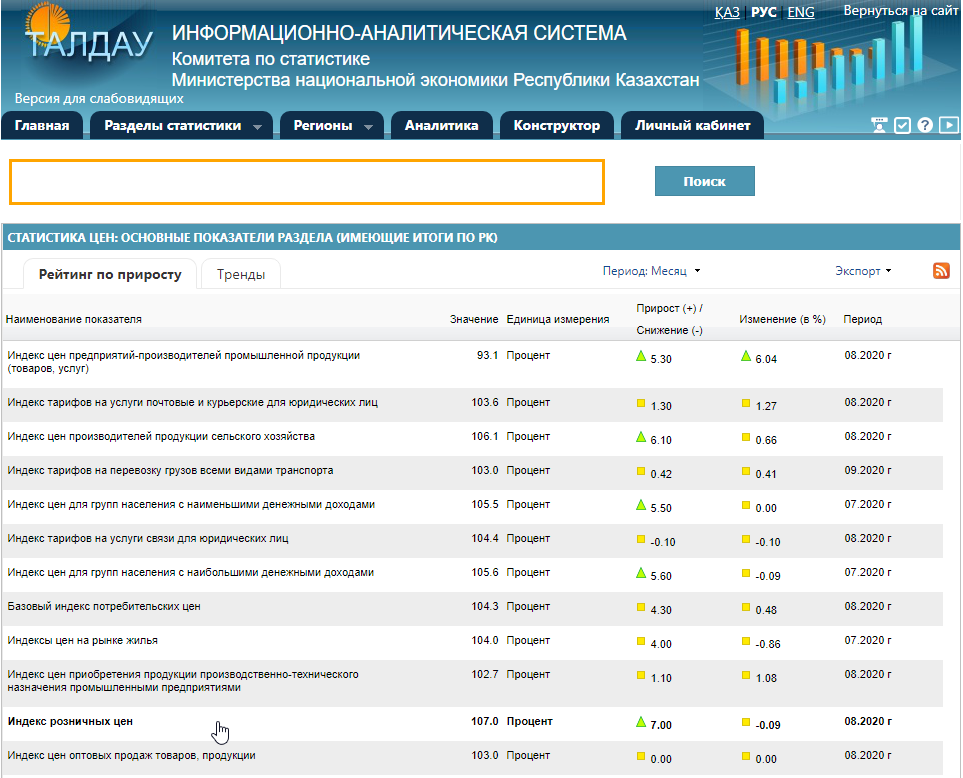 ҚАЗ | РУС | ENG Вернуться на сайт
ТАЛДАУ
ИНФОРМАЦИОННО-АНАЛИТИЧЕСКАЯ СИСТЕМА
Комитета по статистике
Министерства национальной экономики Республики Казахстан
Версия для слабовидящих
Главная Разделы статистики Регионы Аналитика Конструктор Личный кабинет
Поиск
СТАТИСТИКА ЦЕН: ОСНОВНЫЕ ПОКАЗАТЕЛИ РАЗДЕЛА (ИМЕЮЩИЕ ИТОГИ ПО РК)
Рейтинг по приросту Тренды Период: Месяц Экспорт
Наименование показателя Значение Единица измерения Прирост (+) / Снижение (-) Изменение (в %) Период
Индекс цен предприятий-производителей промышленной продукции
(товаров, услуг) 93.1 Процент 5.30 6.04 08.2020 г
Индекс тарифов на услуги почтовые и курьерские для юридических лиц 103.6 Процент 1.30 1.27 08.2020 г
Индекс цен производителей продукции сельского хозяйства 106.1 Процент 6.10 0.66 08.2020 г
Индекс тарифов на перевозку грузов всеми видами транспорта 103.0 Процент 0.42 0.41 09.2020 г
Индекс цен для групп населения с наименьшими денежными доходами 105.5 Процент 5.50 0.00 07.2020 г
Индекс тарифов на услуги связи для юридических лиц 104.4 Процент -0.10 -0.10 08.2020 г
Индекс цен для групп населения с наибольшими денежными доходами 105.6 Процент 5.60 -0.09 07.2020 г
Базовый индекс потребительских цен 104.3 Процент 4.30 0.48 08.2020 г
Индексы цен на рынке жилья 104.0 Процент 4.00 -0.86 07.2020 г
Индекс цен приобретения продукции производственно-технического
назначения промышленными предприятиями 102.7 Процент 1.10 1.08 08.2020 г
Индекс розничных цен 107.0 Процент 7.00 -0.09 08.2020 г
Индекс цен оптовых продаж товаров, продукции 103.0 Процент 0.00 0.00 08.2020 г